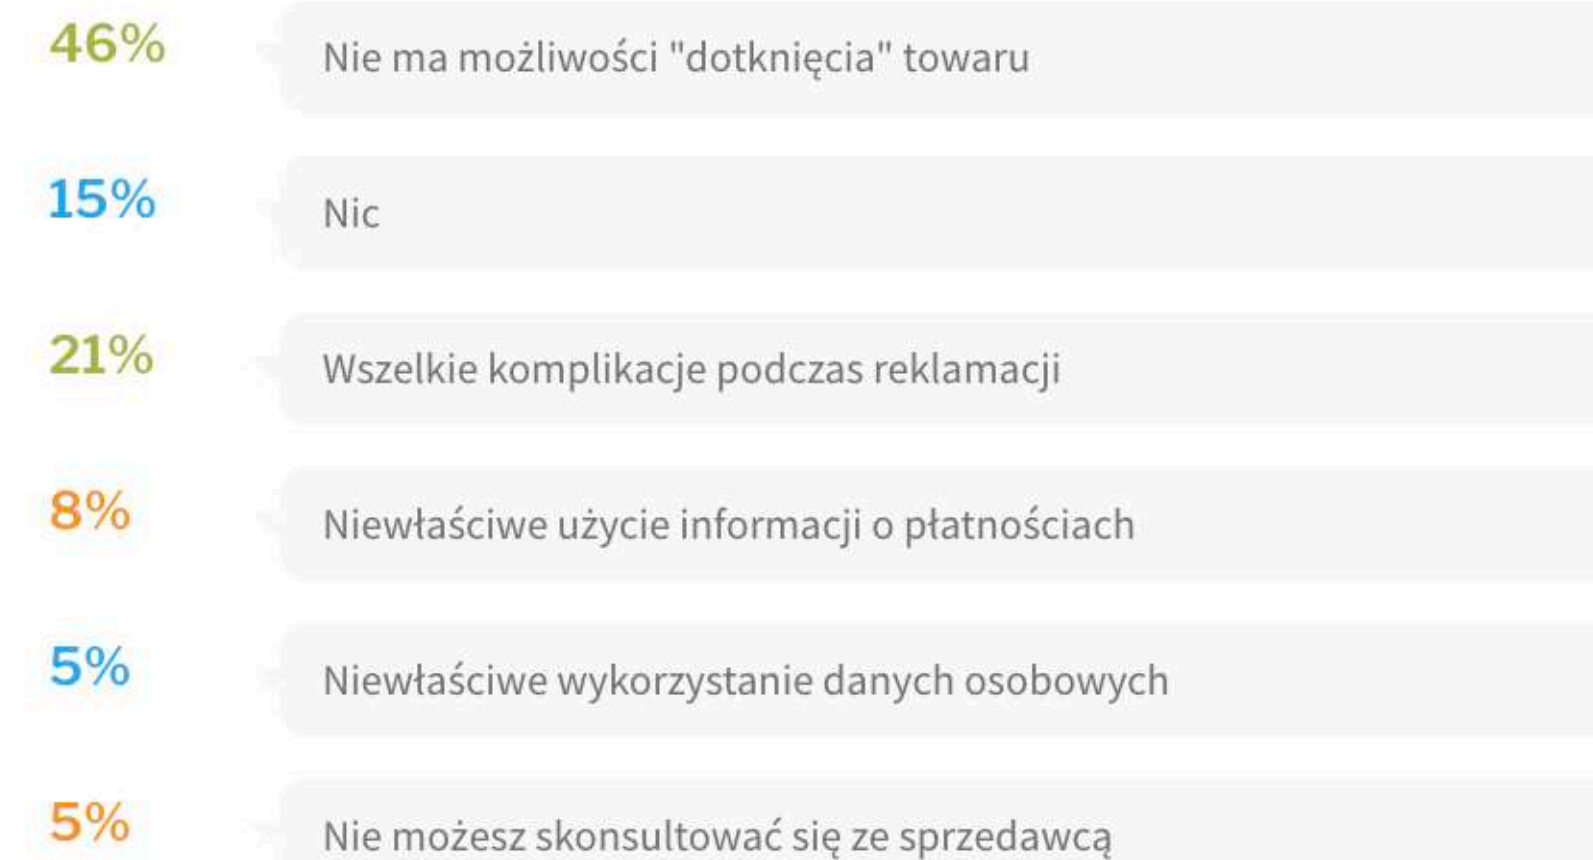 46% Nie ma możliwości "dotknięcia" towaru
15% Nic
21% Wszelkie komplikacje podczas reklamacji
8% Niewłaściwe użycie informacji o płatnościach
5% Niewłaściwe wykorzystanie danych osobowych
5% Nie możesz skonsultować się ze sprzedawcą